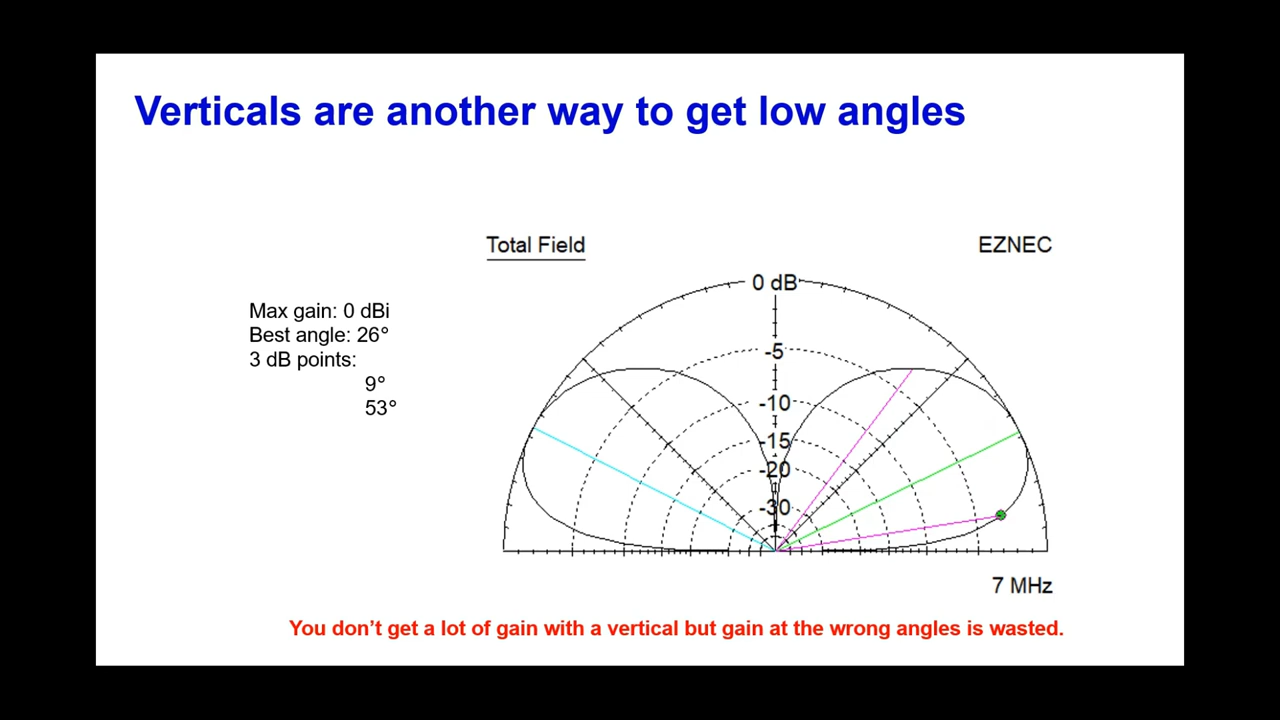 Verticals are another way to get low angles
Total Field
EZNEC
Max gain: 0 dBi
Best angle: 26°
3 dB points:
9°
53°
0 dB
-5
-10
-15
-20
-30
7 MHz
You don’t get a lot of gain with a vertical but gain at the wrong angles is wasted.